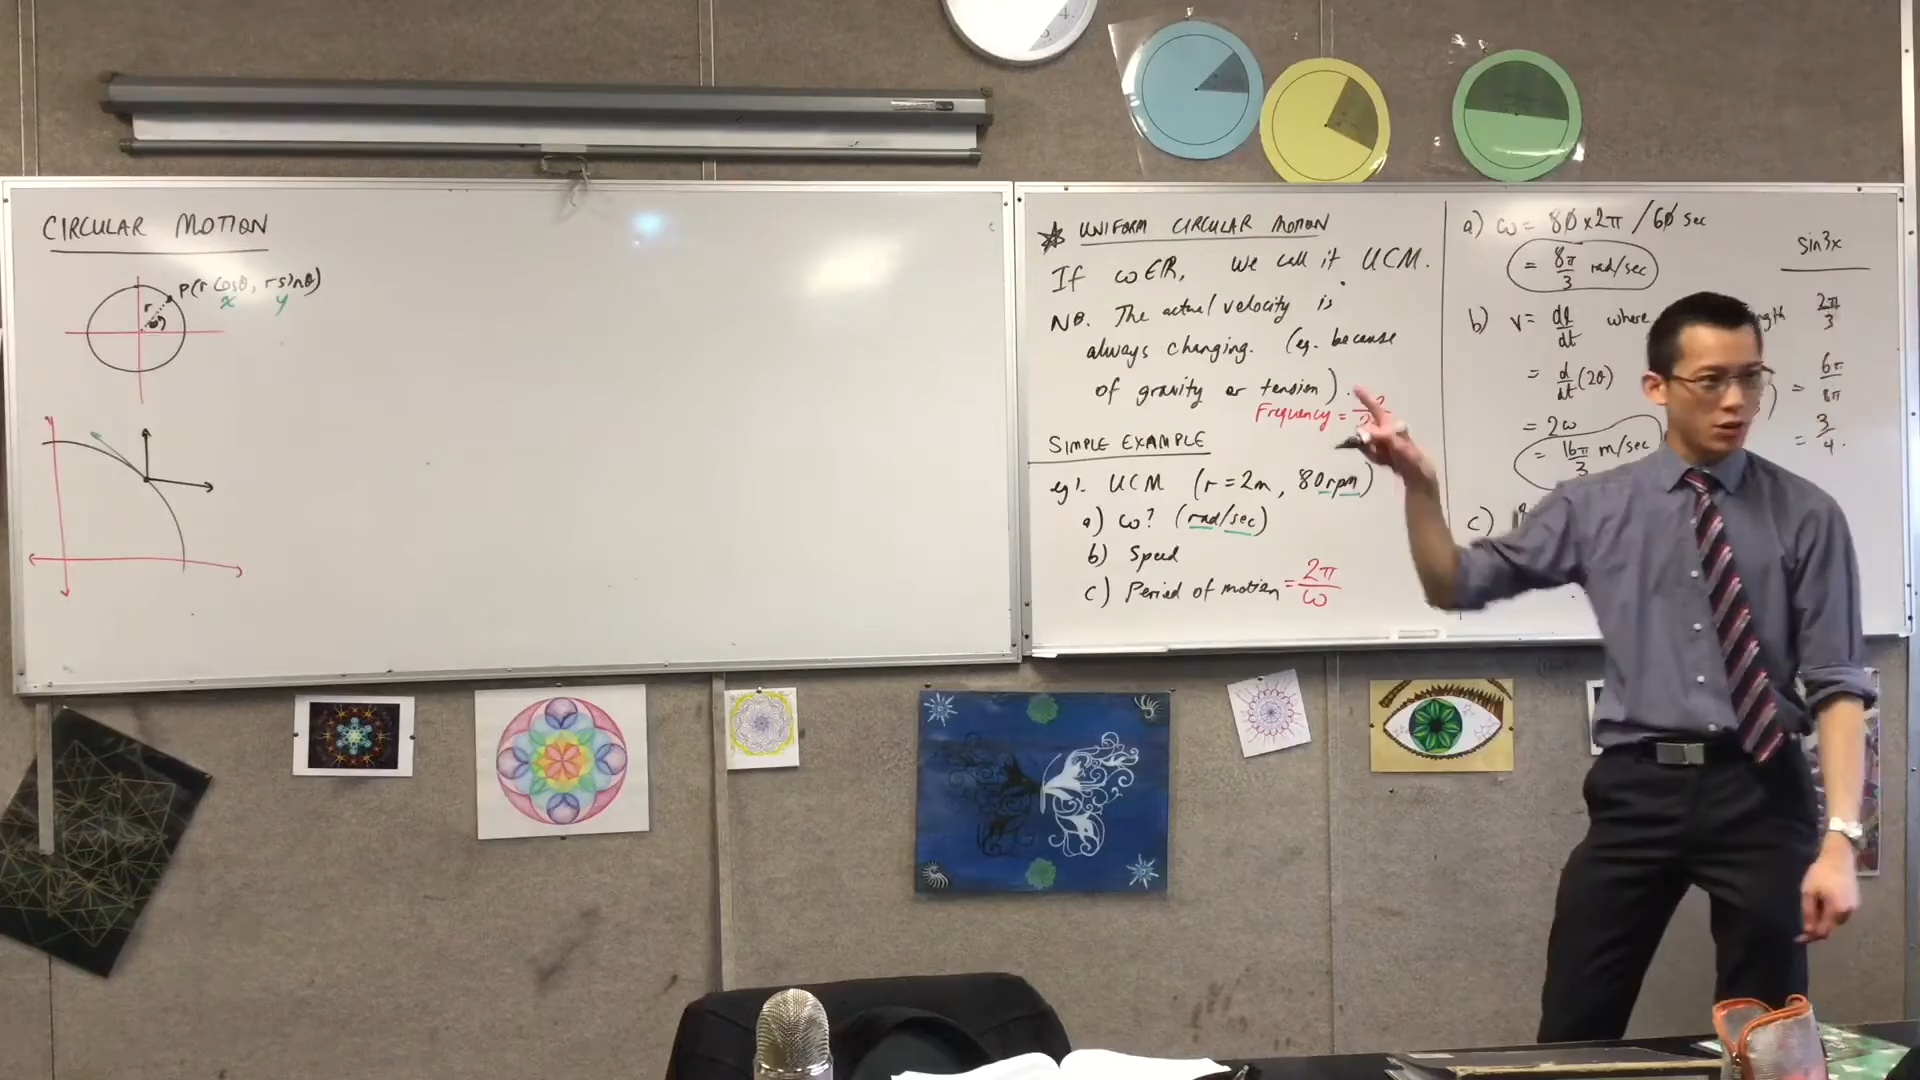 CIRCULAR MOTION
P(r cosθ, r sinθ)
x y
r
θ
UNIFORM CIRCULAR MOTION
If ω∈ℝ, we call it UCM.
NB. The actual velocity is
always changing. (eg. because
of gravity or tension).
Frequency =
SIMPLE EXAMPLE
eg 1. UCM (r = 2m, 80rpm)
a) ω? (rad/sec)
b) Speed
c) Period of motion = 2π/ω
a) ω = 80 × 2π / 60 sec
= 8π/3 rad/sec
b) v = dl/dt where
= d/dt (2θ)
= 2ω
= 16π/3 m/sec
c)
sin3x
2π/3
= 6π/8π
= 3/4.
4.